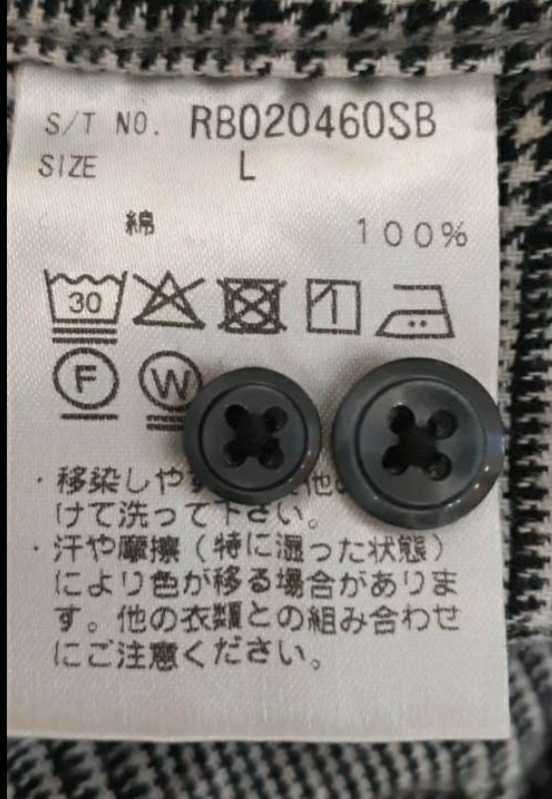 S/T NO. RB020460SB
SIZE L
綿 100%
30
F W
・移染しや 他
けて洗って下さい。
・汗や摩擦(特に湿った状態)
により色が移る場合がありま
す。他の衣類との組み合わせ
にご注意ください。